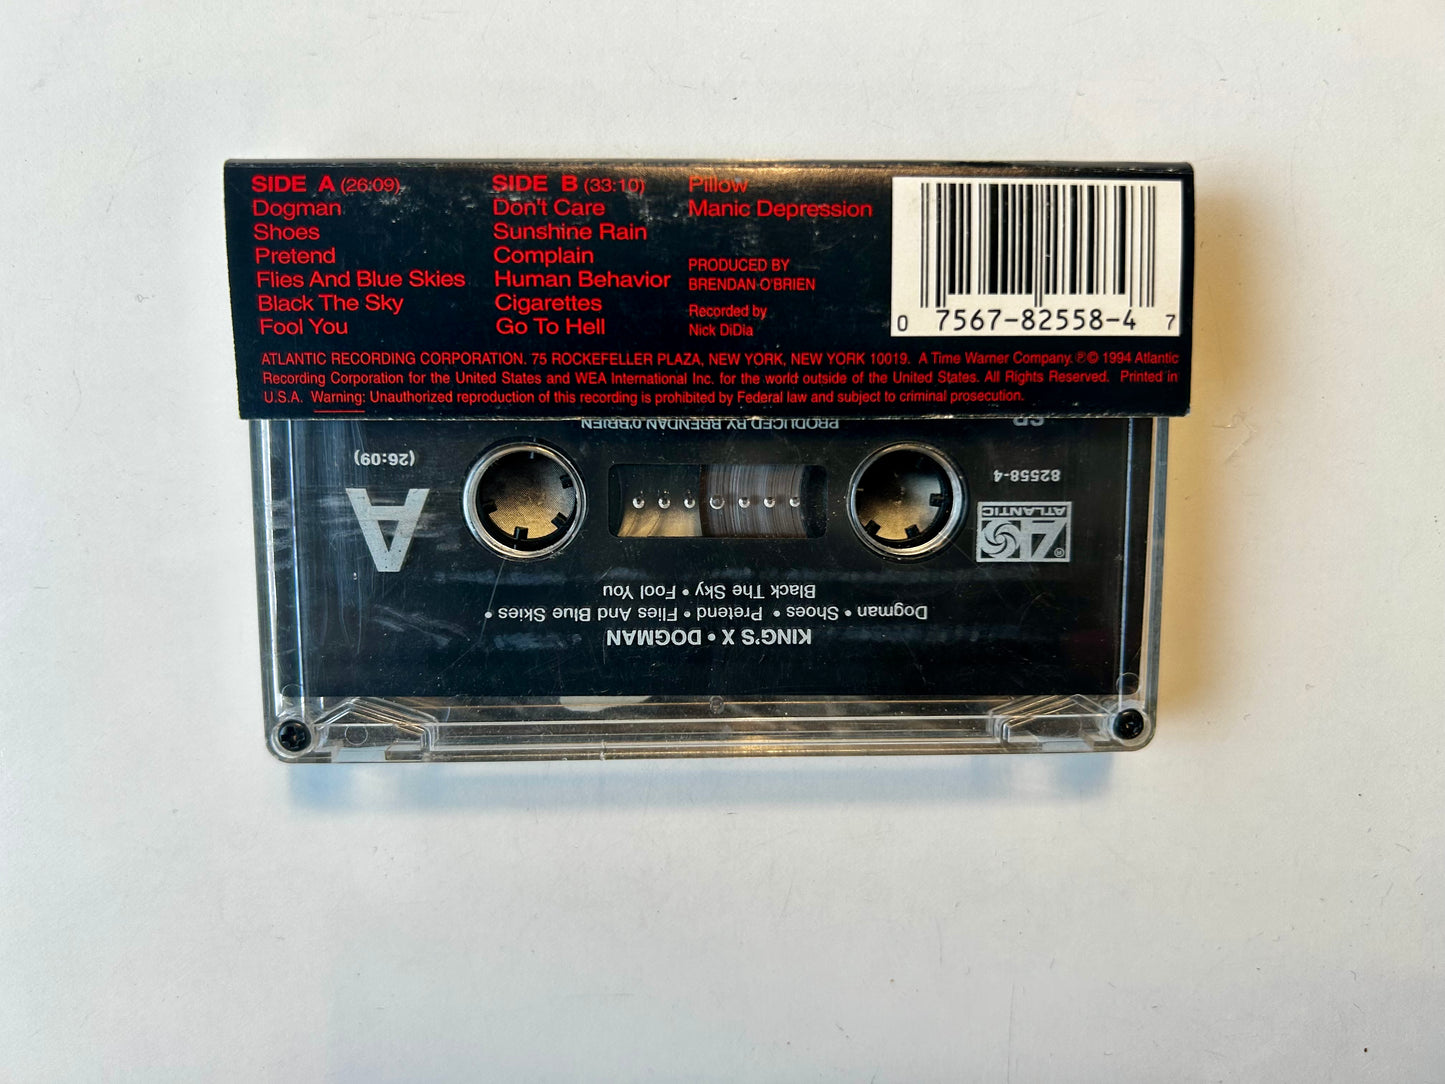 SIDE A (26:09)
Dogman
Shoes
Pretend
Flies And Blue Skies
Black The Sky
Fool You
SIDE B (33:10)
Don't Care
Sunshine Rain
Complain
Human Behavior
Cigarettes
Go To Hell
Pillow
Manic Depression
PRODUCED BY
BRENDAN O'BRIEN
Recorded by
Nick DiDia
0 7567-82558-4 7
ATLANTIC RECORDING CORPORATION. 75 ROCKEFELLER PLAZA, NEW YORK, NEW YORK 10019. A Time Warner Company. ℗© 1994 Atlantic
Recording Corporation for the United States and WEA International Inc. for the world outside of the United States. All Rights Reserved. Printed in
U.S.A. Warning: Unauthorized reproduction of this recording is prohibited by Federal law and subject to criminal prosecution.
KING'S X • DOGMAN
Dogman • Shoes • Pretend • Flies And Blue Skies •
Black The Sky • Fool You
ATLANTIC
®
82558-4
A
(26:09)
PRODUCED BY BRENDAN O'BRIEN